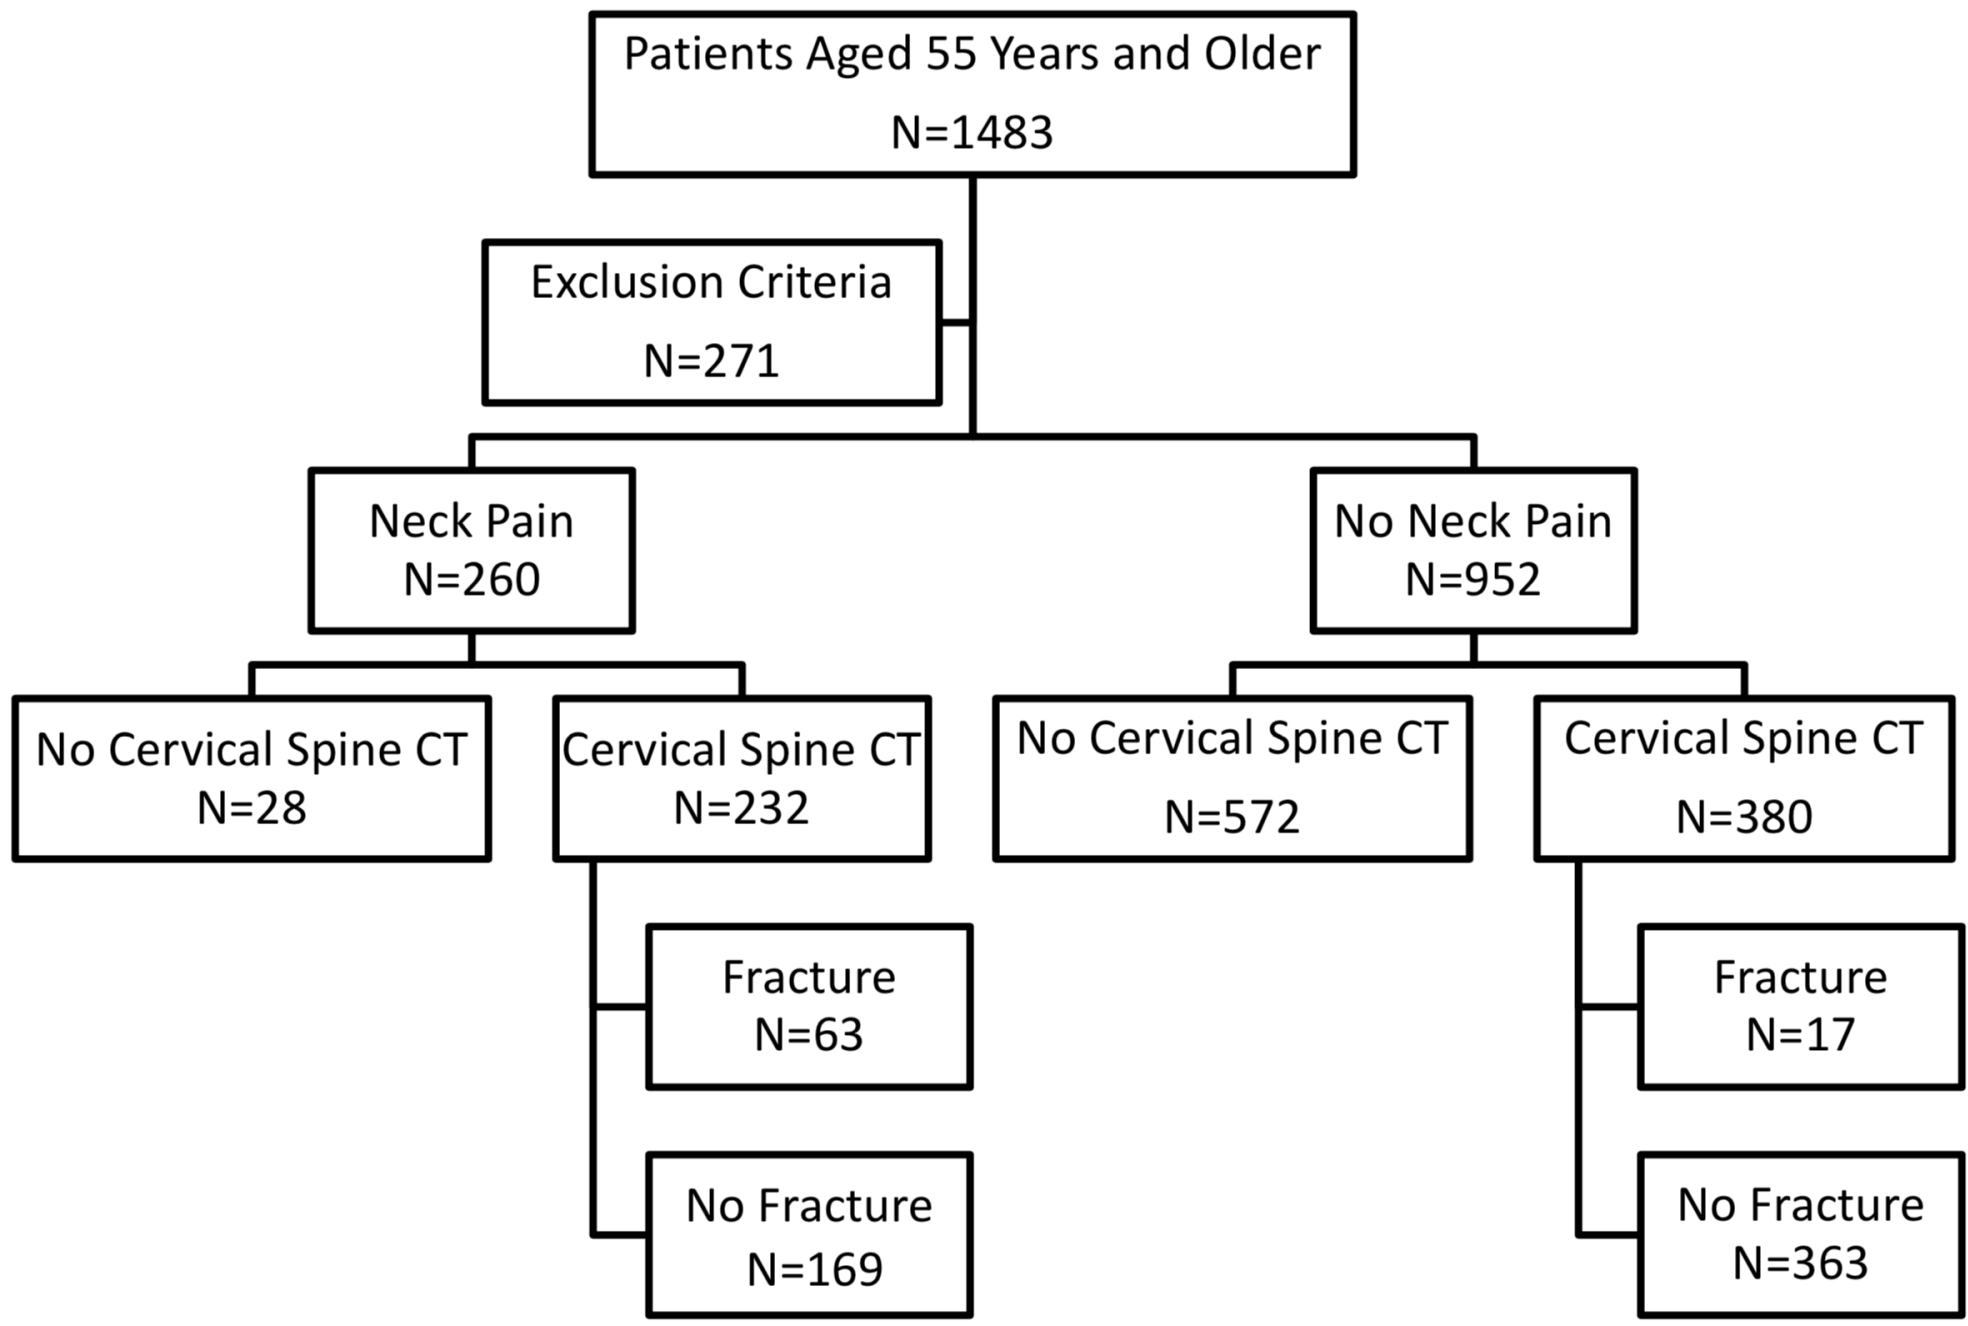 Patients Aged 55 Years and Older
N=1483
Exclusion Criteria
N=271
Neck Pain
N=260
No Neck Pain
N=952
No Cervical Spine CT
N=28
Cervical Spine CT
N=232
No Cervical Spine CT
N=572
Cervical Spine CT
N=380
Fracture
N=63
Fracture
N=17
No Fracture
N=169
No Fracture
N=363